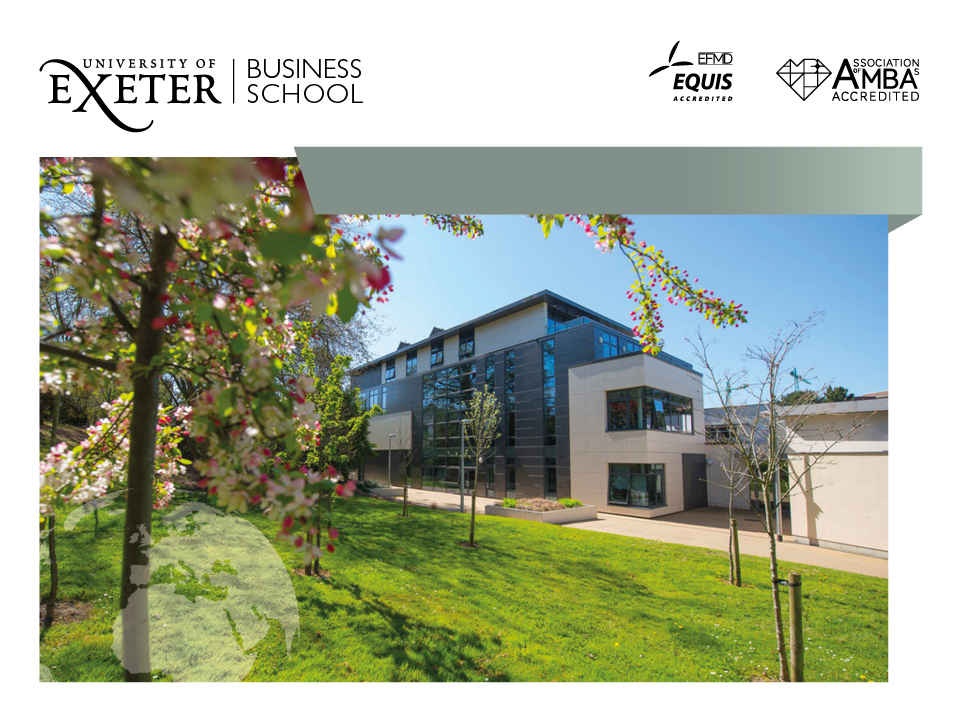 UNIVERSITY OF
EXETER
BUSINESS
SCHOOL
EFMD
EQUIS
ACCREDITED
ASSOCIATION
OF AMBAs
ACCREDITED